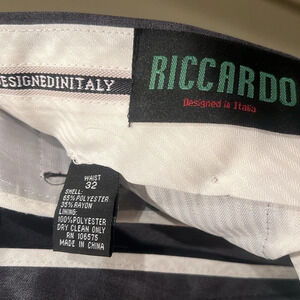 DESIGNEDINITALY
RICCARDO
Designed in Italia
WAIST
32
SHELL:
65%POLYESTER
35%RAYON
LINING:
100%POLYESTER
DRY CLEAN ONLY
RN 106575
MADE IN CHINA